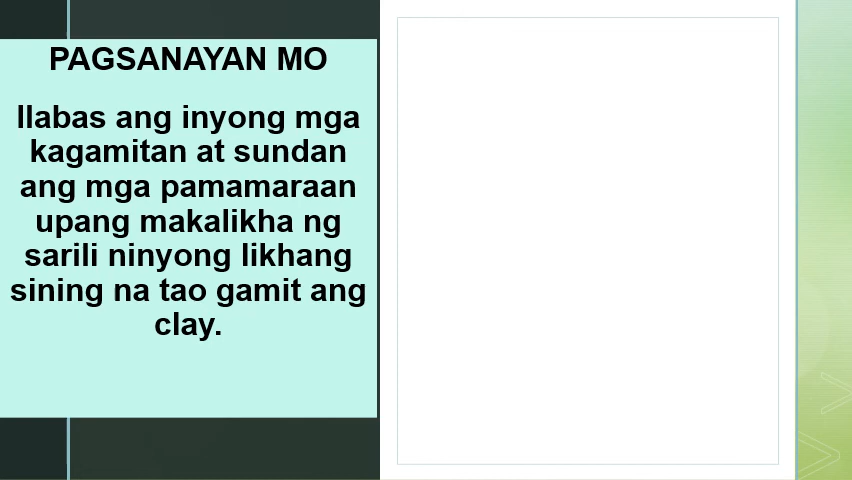 PAGSANAYAN MO
Ilabas ang inyong mga
kagamitan at sundan
ang mga pamamaraan
upang makalikha ng
sarili ninyong likhang
sining na tao gamit ang
clay.